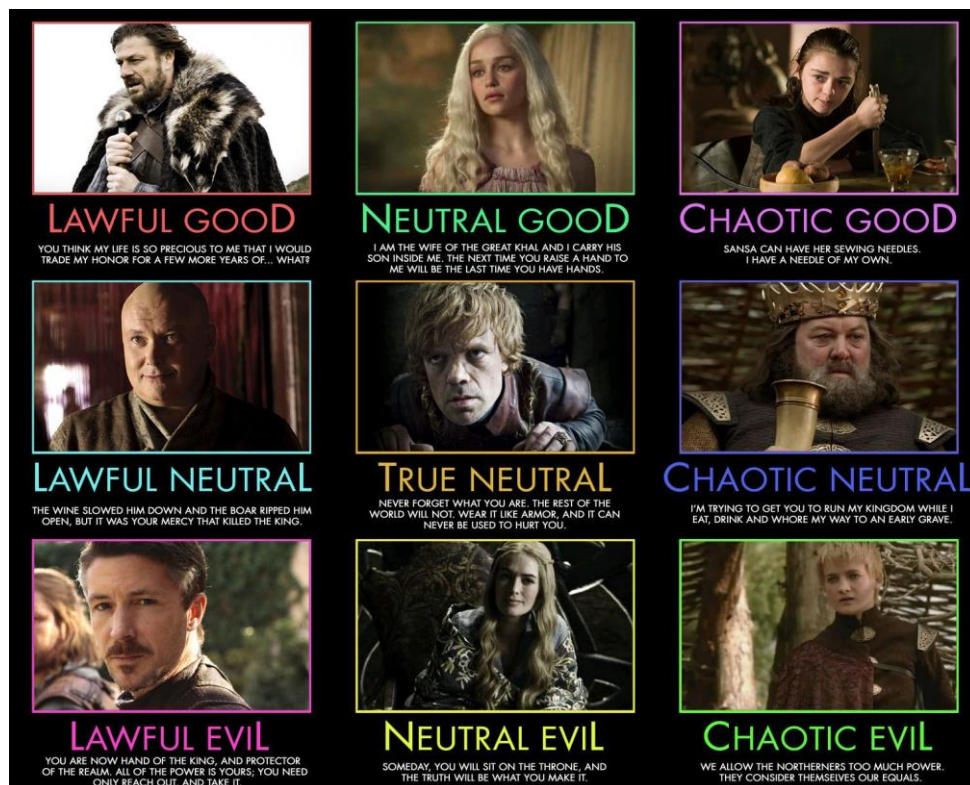 LAWFUL GOOD
YOU THINK MY LIFE IS SO PRECIOUS TO ME THAT I WOULD
TRADE MY HONOR FOR A FEW MORE YEARS OF... WHAT?
NEUTRAL GOOD
I AM THE WIFE OF THE GREAT KHAL AND I CARRY HIS
SON INSIDE ME. THE NEXT TIME YOU RAISE A HAND TO
ME WILL BE THE LAST TIME YOU HAVE HANDS.
CHAOTIC GOOD
SANSA CAN HAVE HER SEWING NEEDLES.
I HAVE A NEEDLE OF MY OWN.
LAWFUL NEUTRAL
THE WINE SLOWED HIM DOWN AND THE BOAR RIPPED HIM
OPEN, BUT IT WAS YOUR MERCY THAT KILLED THE KING.
TRUE NEUTRAL
NEVER FORGET WHAT YOU ARE. THE REST OF THE
WORLD WILL NOT. WEAR IT LIKE ARMOR, AND IT CAN
NEVER BE USED TO HURT YOU.
CHAOTIC NEUTRAL
I'M TRYING TO GET YOU TO RUN MY KINGDOM WHILE I
EAT, DRINK AND WHORE MY WAY TO AN EARLY GRAVE.
LAWFUL EVIL
YOU ARE NOW HAND OF THE KING, AND PROTECTOR
OF THE REALM. ALL OF THE POWER IS YOURS; YOU NEED
ONLY REACH OUT, AND TAKE IT.
NEUTRAL EVIL
SOMEDAY, YOU WILL SIT ON THE THRONE, AND
THE TRUTH WILL BE WHAT YOU MAKE IT.
CHAOTIC EVIL
WE ALLOW THE NORTHERNERS TOO MUCH POWER.
THEY CONSIDER THEMSELVES OUR EQUALS.